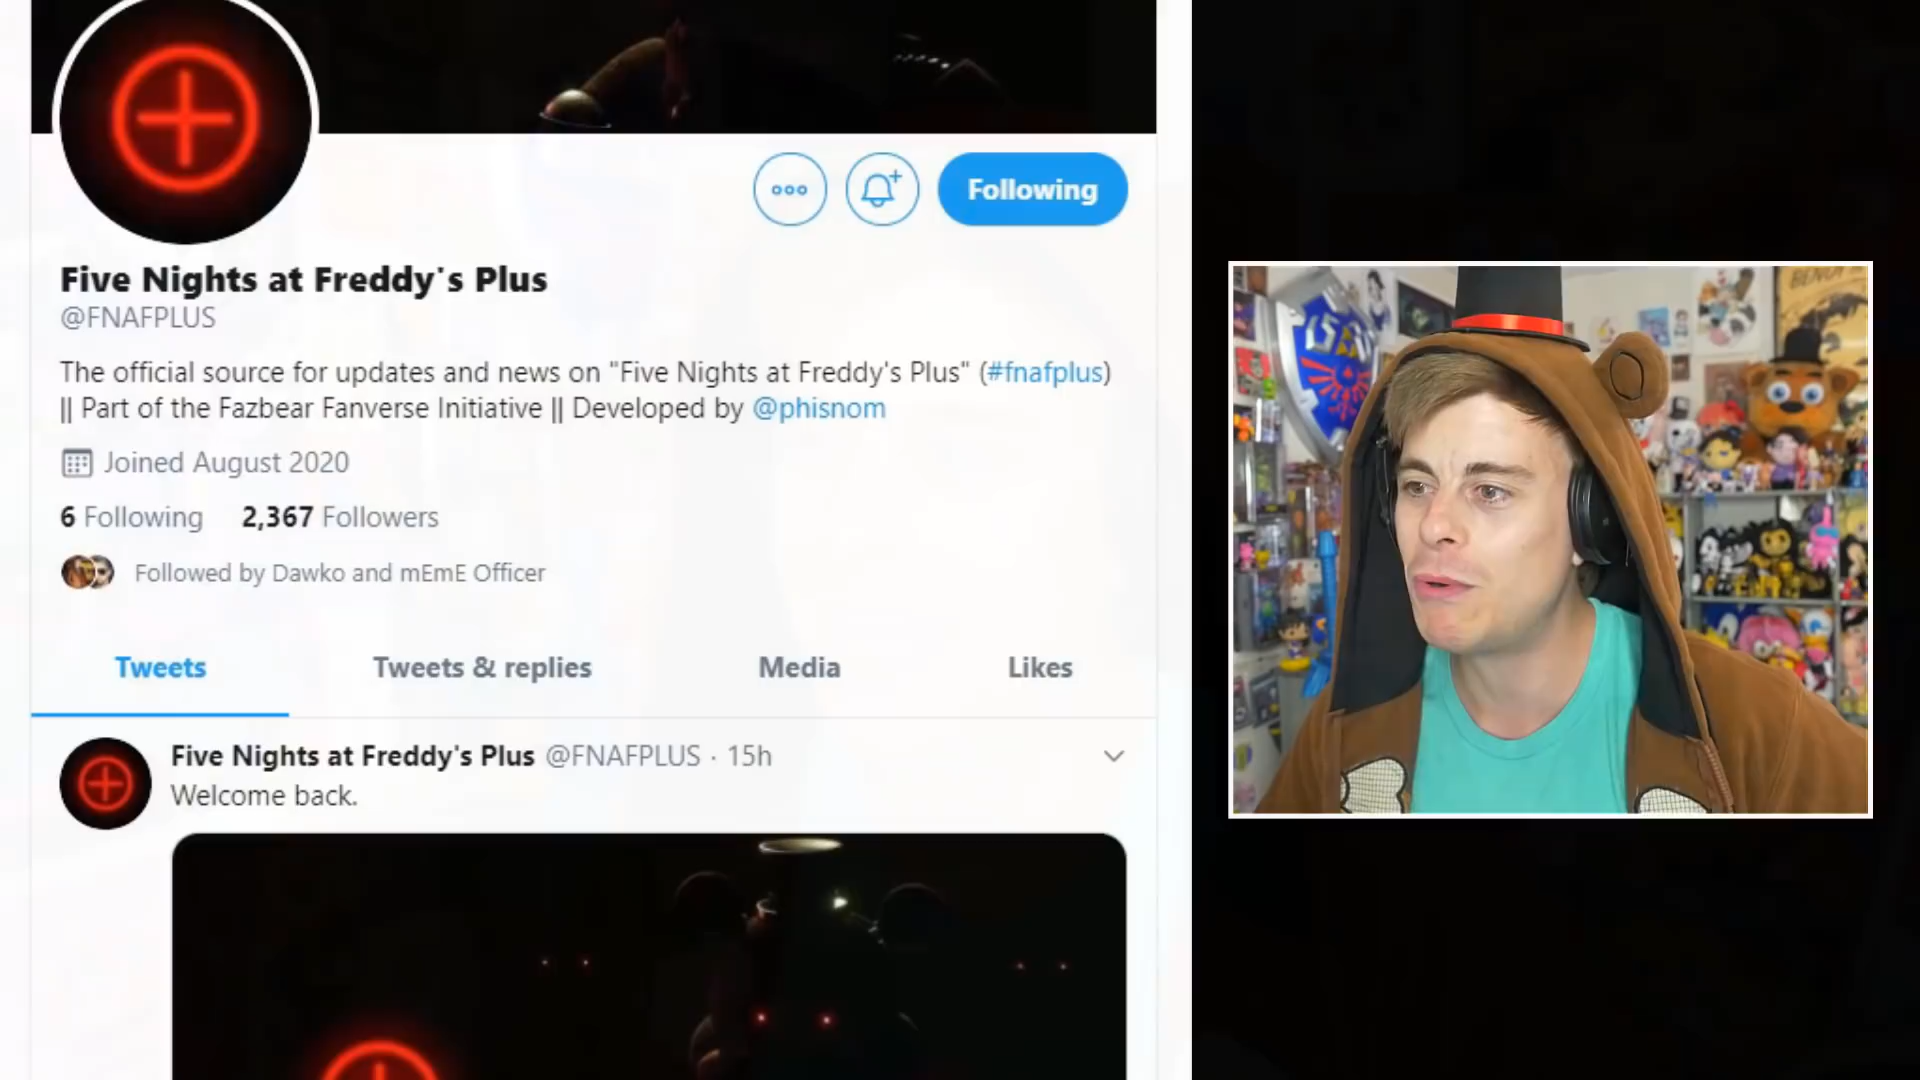 Following
Five Nights at Freddy's Plus
@FNAFPLUS
The official source for updates and news on "Five Nights at Freddy's Plus" (#fnafplus)
|| Part of the Fazbear Fanverse Initiative || Developed by @phisnom
Joined August 2020
6 Following 2,367 Followers
Followed by Dawko and mEmE Officer
Tweets Tweets & replies Media Likes
Five Nights at Freddy's Plus @FNAFPLUS · 15h
Welcome back.
BENDY